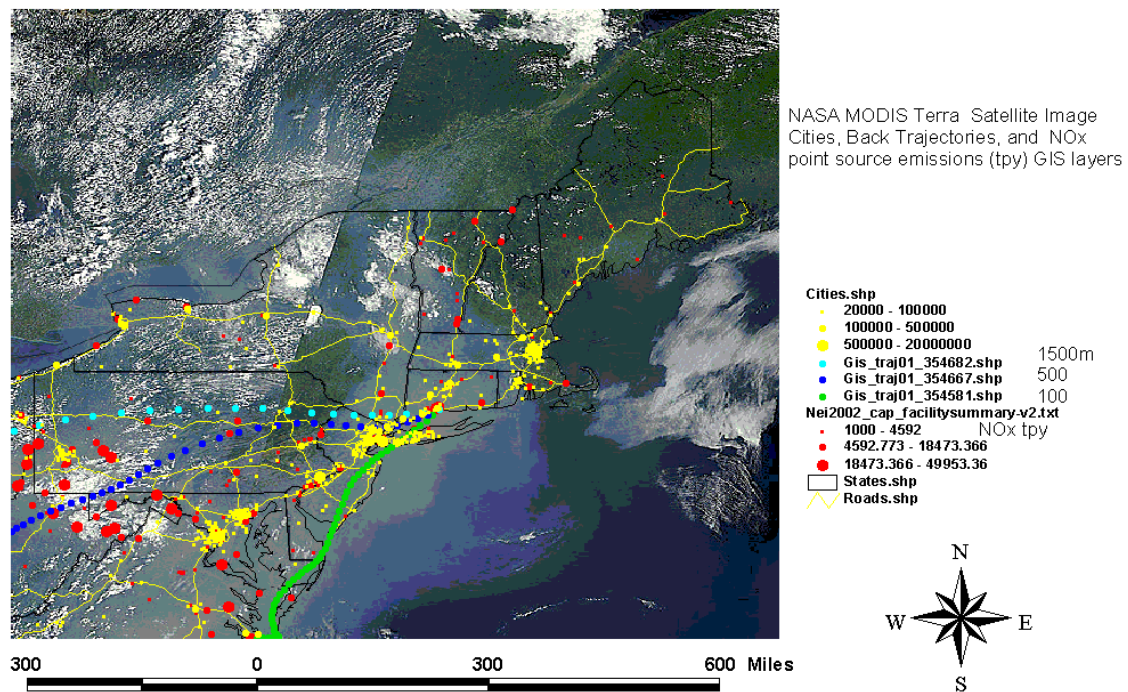 NASA MODIS Terra Satellite Image
Cities, Back Trajectories, and NOx
point source emissions (tpy) GIS layers
Cities.shp
20000 - 100000
100000 - 500000
500000 - 20000000
Gis_traj01_354682.shp 1500m
Gis_traj01_354667.shp 500
Gis_traj01_354581.shp 100
Nei2002_cap_facilitysummary-v2.txt
1000 - 4592 NOx tpy
4592.773 - 18473.366
18473.366 - 49953.36
States.shp
Roads.shp
N
W E
S
300 0 300 600 Miles